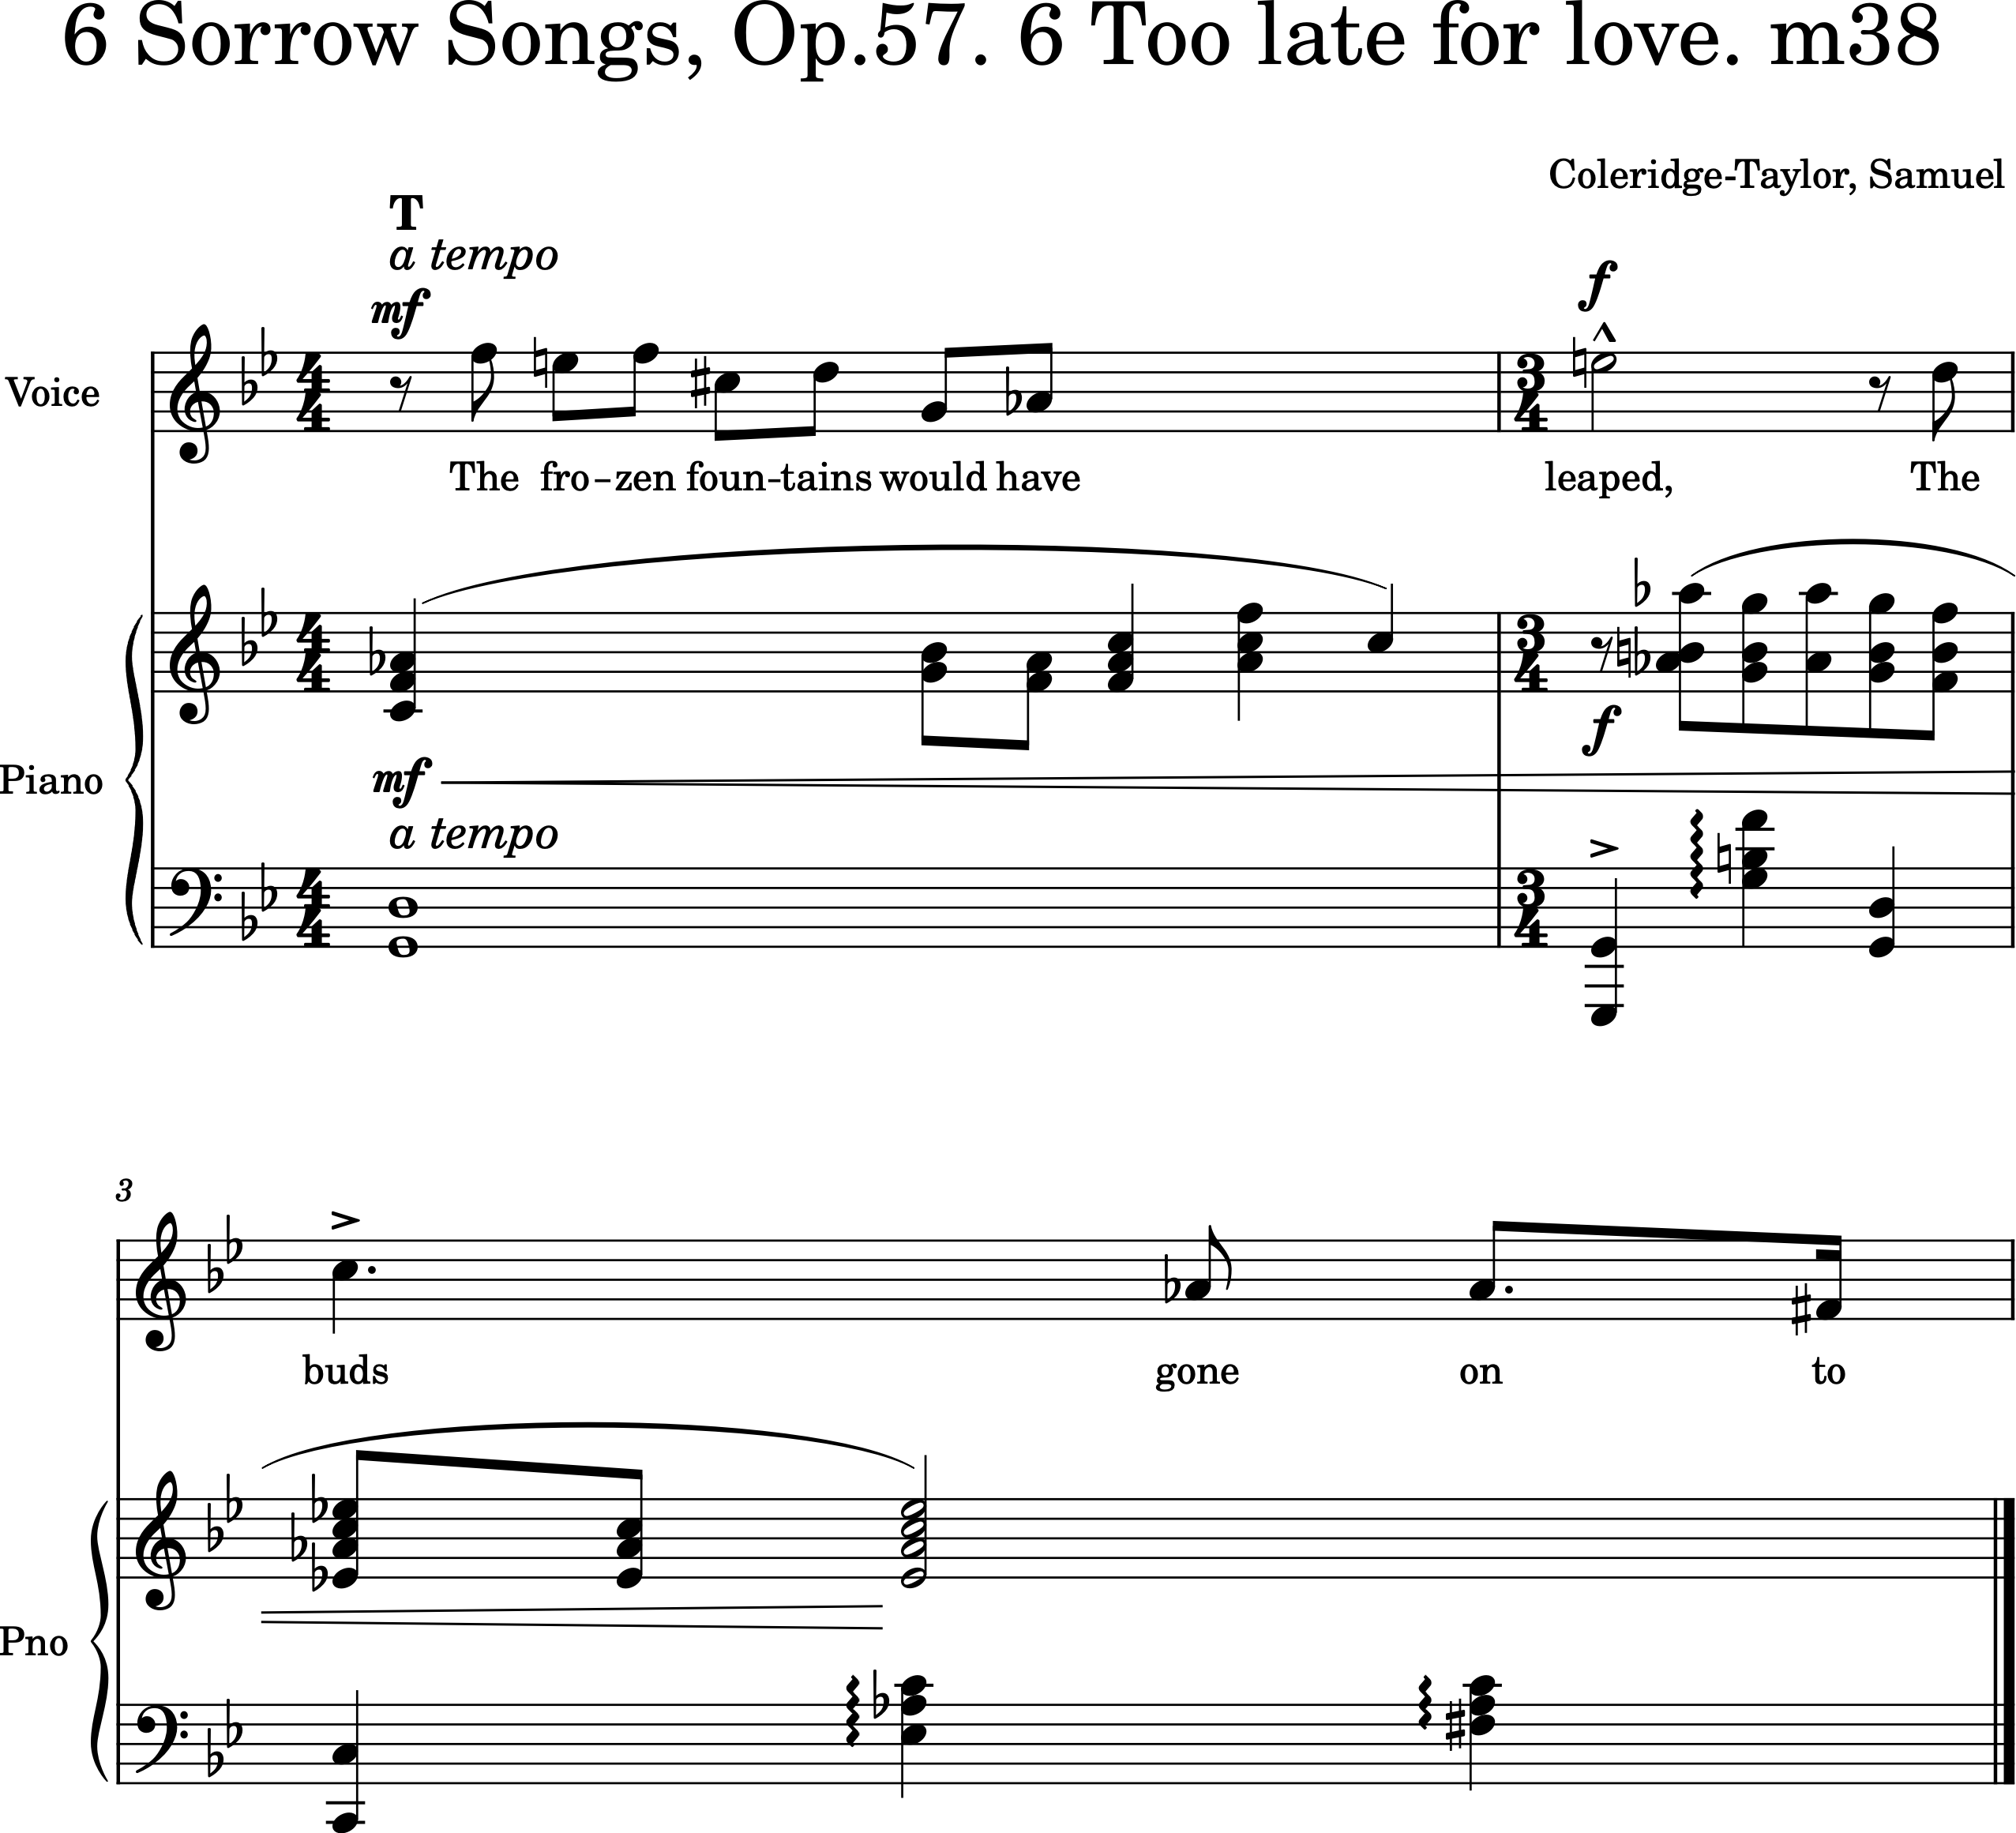 6 Sorrow Songs, Op.57. 6 Too late for love. m38
Coleridge-Taylor, Samuel
T
a tempo
mf
f
Voice
The fro – zen foun-tains would have leaped, The
f
Piano
mf
a tempo
3
buds gone on to
Pno